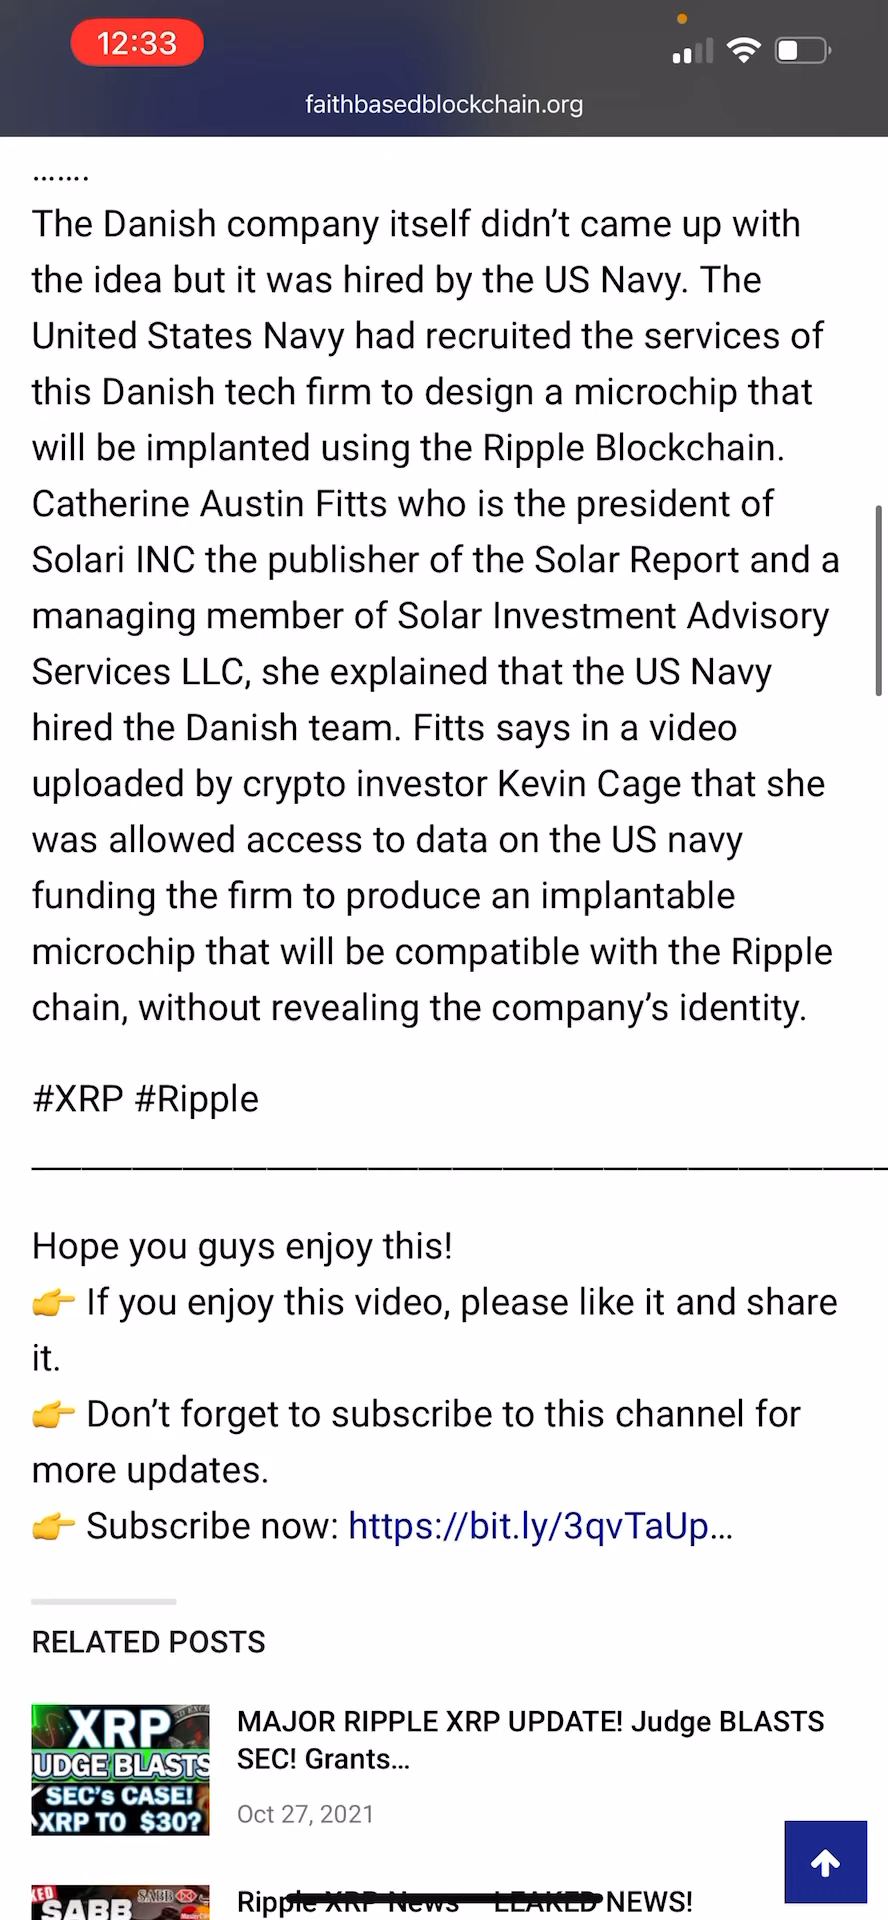 12:33
faithbasedblockchain.org
.......
The Danish company itself didn’t came up with
the idea but it was hired by the US Navy. The
United States Navy had recruited the services of
this Danish tech firm to design a microchip that
will be implanted using the Ripple Blockchain.
Catherine Austin Fitts who is the president of
Solari INC the publisher of the Solar Report and a
managing member of Solar Investment Advisory
Services LLC, she explained that the US Navy
hired the Danish team. Fitts says in a video
uploaded by crypto investor Kevin Cage that she
was allowed access to data on the US navy
funding the firm to produce an implantable
microchip that will be compatible with the Ripple
chain, without revealing the company’s identity.
#XRP #Ripple
Hope you guys enjoy this!
👉 If you enjoy this video, please like it and share
it.
👉 Don’t forget to subscribe to this channel for
more updates.
👉 Subscribe now: https://bit.ly/3qvTaUp...
RELATED POSTS
XRP
JUDGE BLASTS
SEC's CASE!
XRP TO $30?
MAJOR RIPPLE XRP UPDATE! Judge BLASTS
SEC! Grants...
Oct 27, 2021
SABB
SABB
Ripple XRP News LEAKED NEWS!